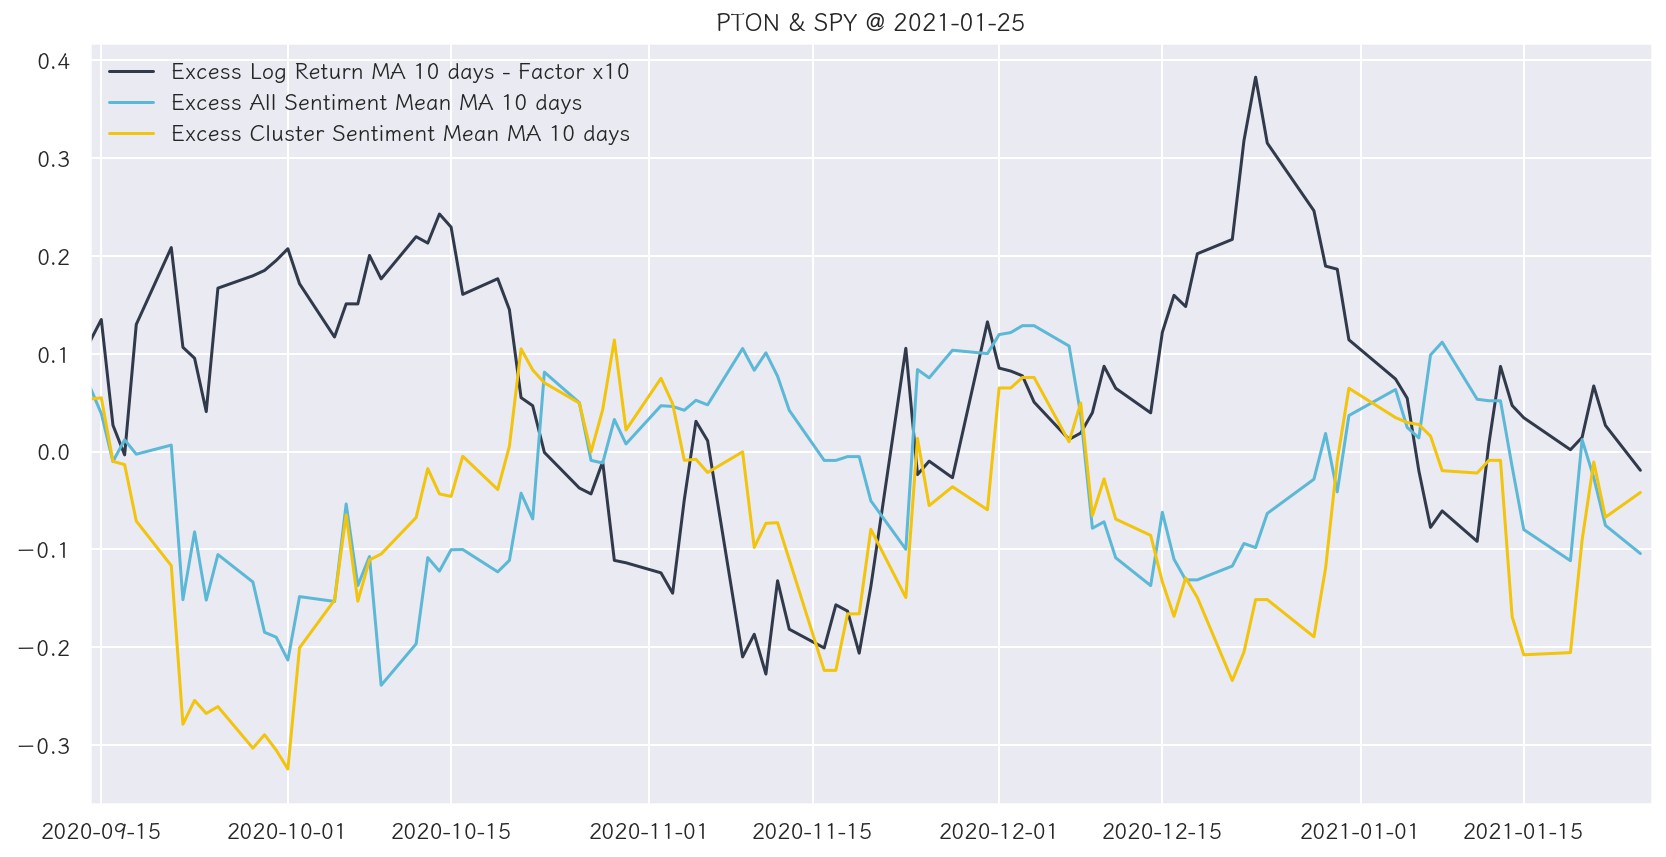 PTON & SPY @ 2021-01-25
0.4
0.3
0.2
0.1
0.0
−0.1
−0.2
−0.3
Excess Log Return MA 10 days - Factor x10
Excess All Sentiment Mean MA 10 days
Excess Cluster Sentiment Mean MA 10 days
2020-09-15 2020-10-01 2020-10-15 2020-11-01 2020-11-15 2020-12-01 2020-12-15 2021-01-01 2021-01-15